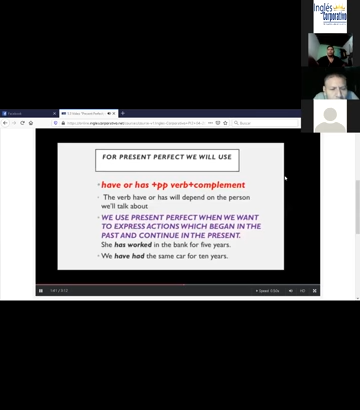 Inglés
Corporativo
FOR PRESENT PERFECT WE WILL USE
• have or has +pp verb+complement
• The verb have or has will depend on the person
we'll talk about
• WE USE PRESENT PERFECT WHEN WE WANT
TO EXPRESS ACTIONS WHICH BEGAN IN THE
PAST AND CONTINUE IN THE PRESENT.
She has worked in the bank for five years.
• We have had the same car for ten years.